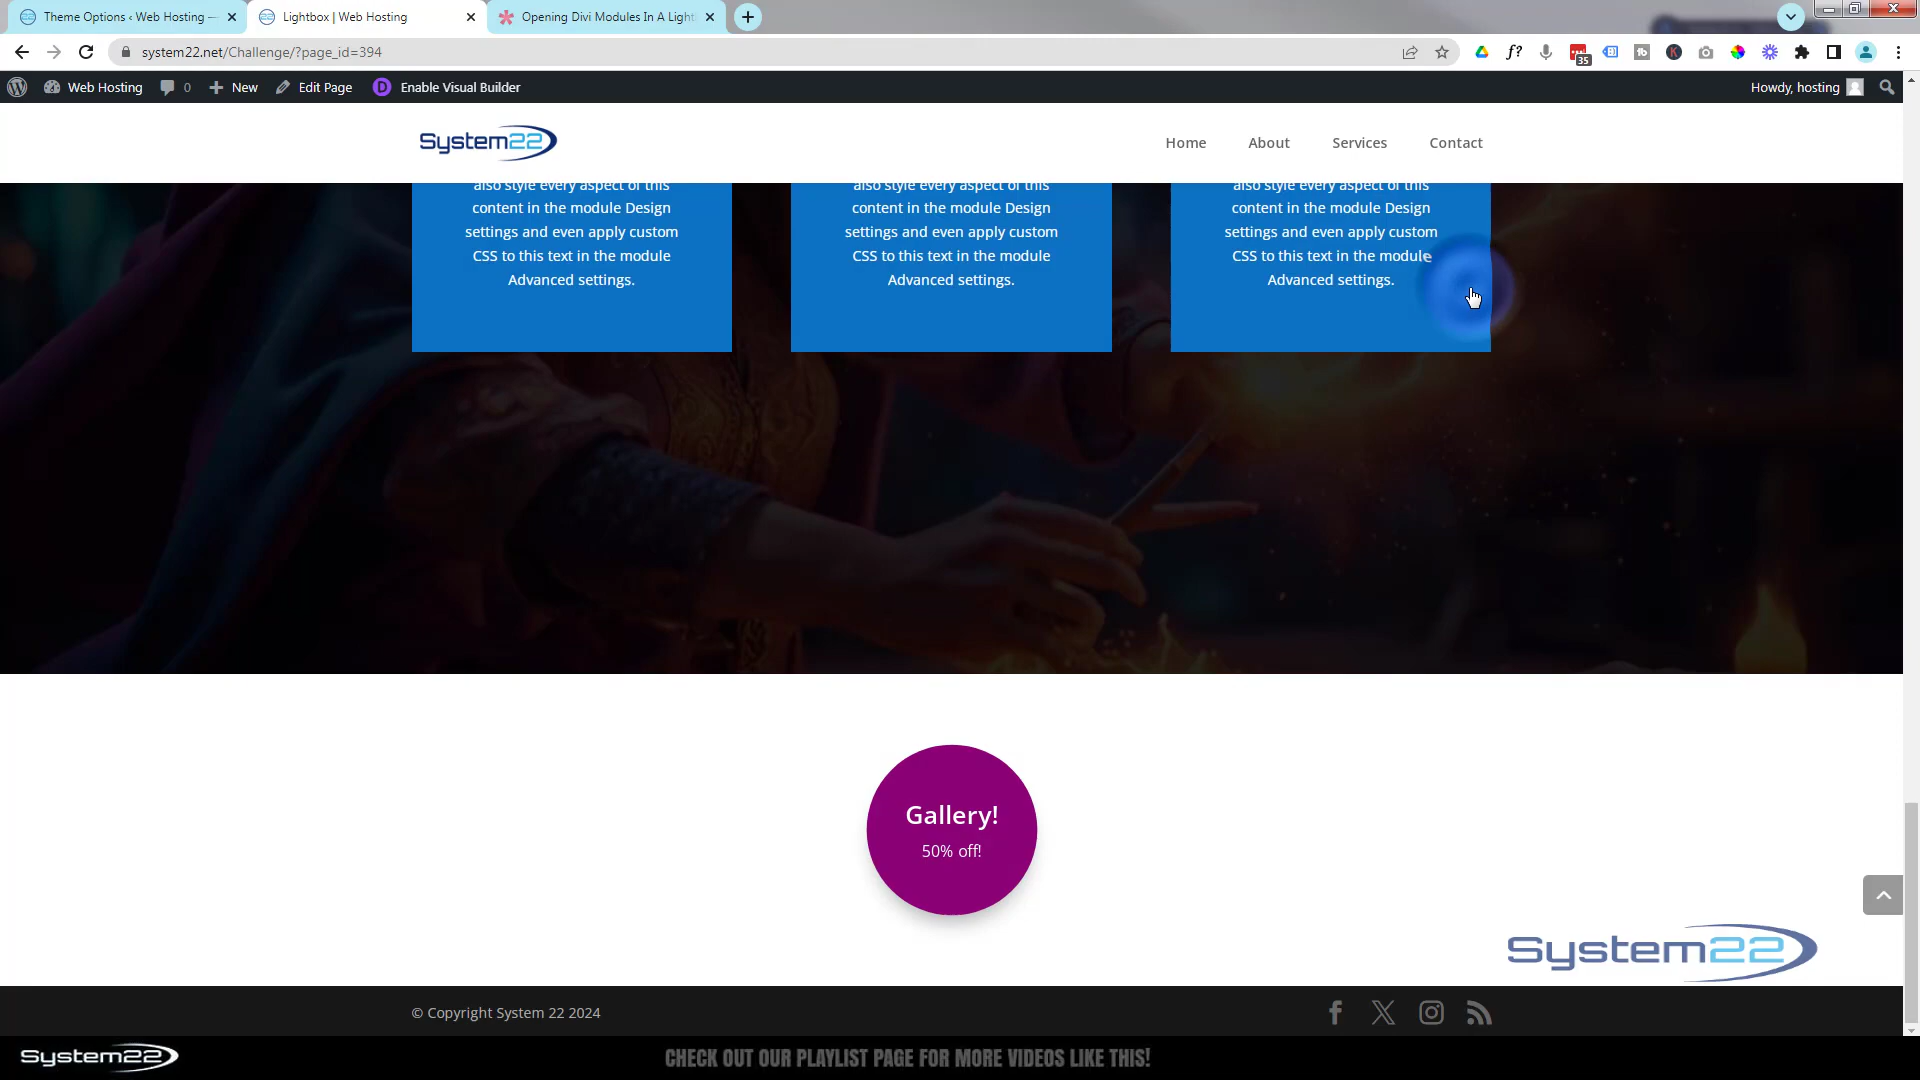 Theme Options ‹ Web Hosting —
Lightbox | Web Hosting
Opening Divi Modules In A Light
system22.net/Challenge/?page_id=394
35
Web Hosting
0
New
Edit Page
D
Enable Visual Builder
Howdy, hosting
System22
Home
About
Services
Contact
also style every aspect of this
content in the module Design
settings and even apply custom
CSS to this text in the module
Advanced settings.
also style every aspect of this
content in the module Design
settings and even apply custom
CSS to this text in the module
Advanced settings.
also style every aspect of this
content in the module Design
settings and even apply custom
CSS to this text in the module
Advanced settings.
Gallery!
50% off!
System22
© Copyright System 22 2024
System22
CHECK OUT OUR PLAYLIST PAGE FOR MORE VIDEOS LIKE THIS!